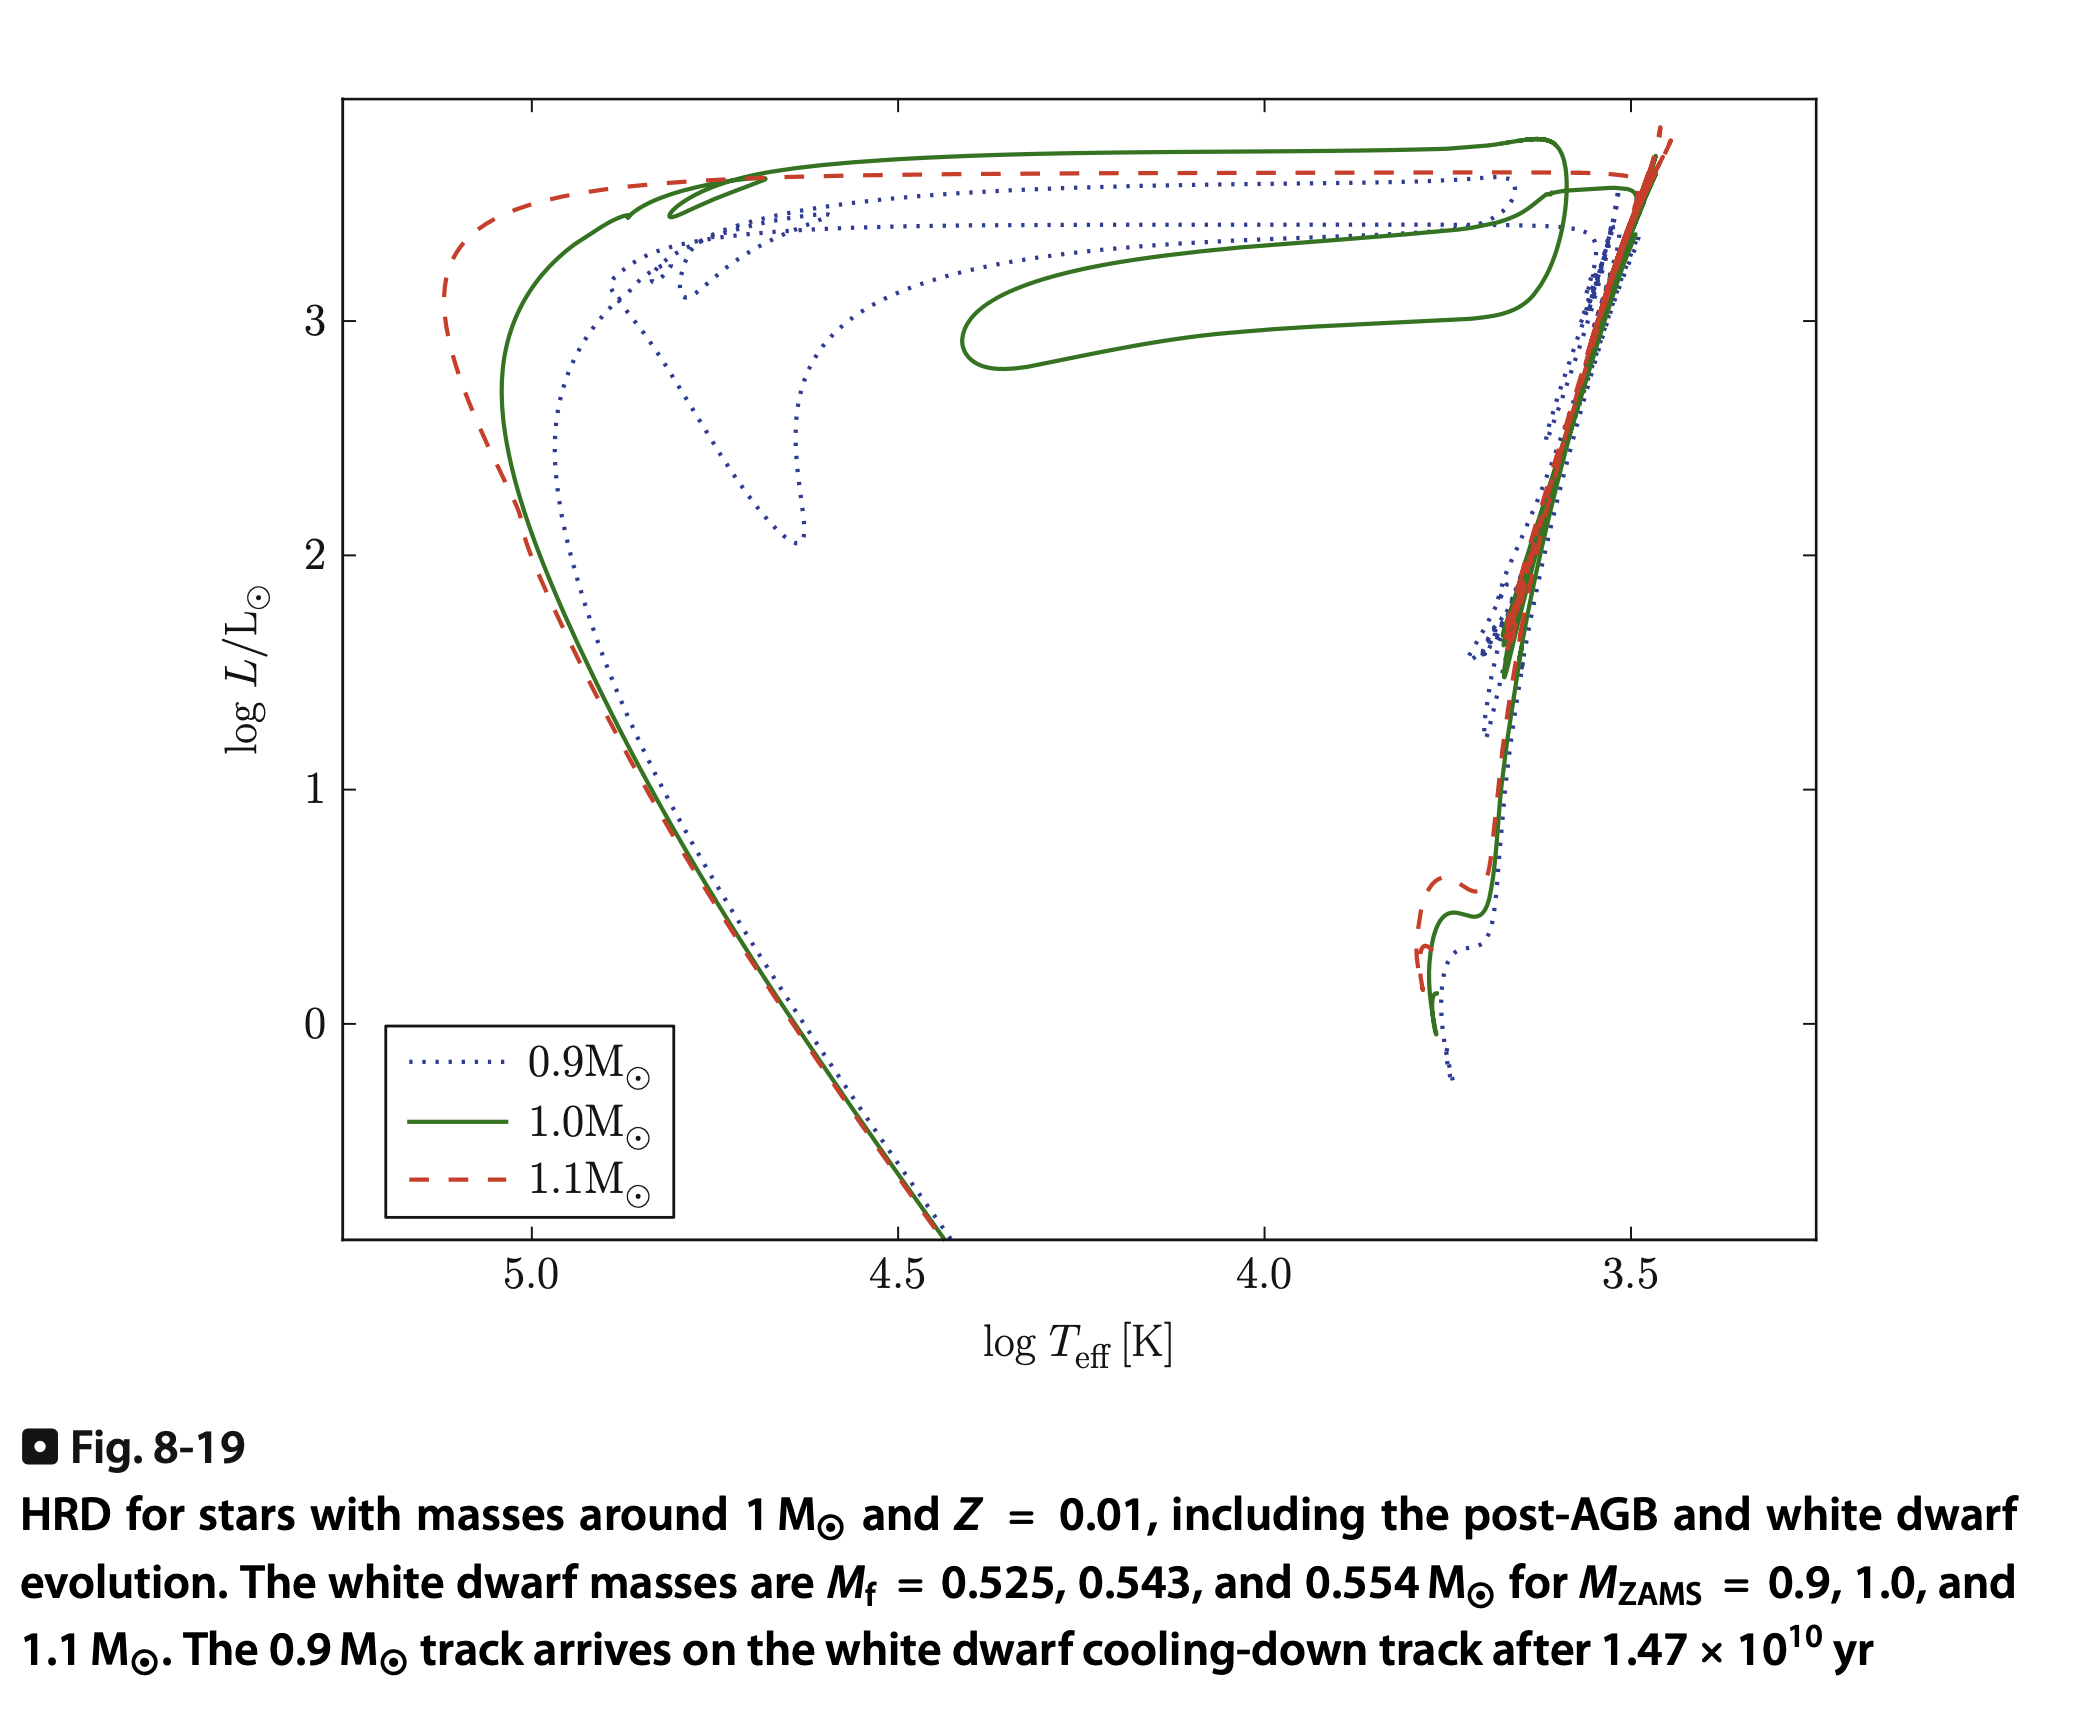 3
2
1
0
log L/L⊙
0.9M⊙
1.0M⊙
1.1M⊙
5.0 4.5 4.0 3.5
log Teff [K]
Fig. 8-19
HRD for stars with masses around 1 M⊙ and Z = 0.01, including the post-AGB and white dwarf
evolution. The white dwarf masses are Mf = 0.525, 0.543, and 0.554 M⊙ for MZAMS = 0.9, 1.0, and
1.1 M⊙. The 0.9 M⊙ track arrives on the white dwarf cooling-down track after 1.47 × 10¹⁰ yr